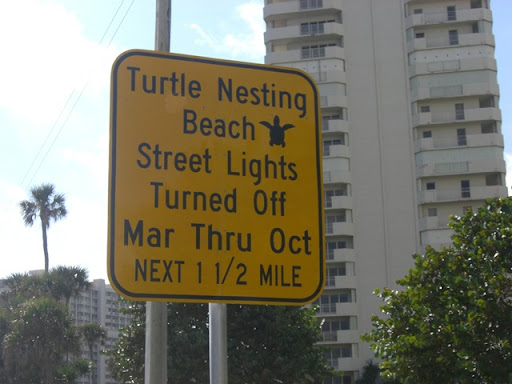 Turtle Nesting
Beach
Street Lights
Turned Off
Mar Thru Oct
NEXT 1 1/2 MILE